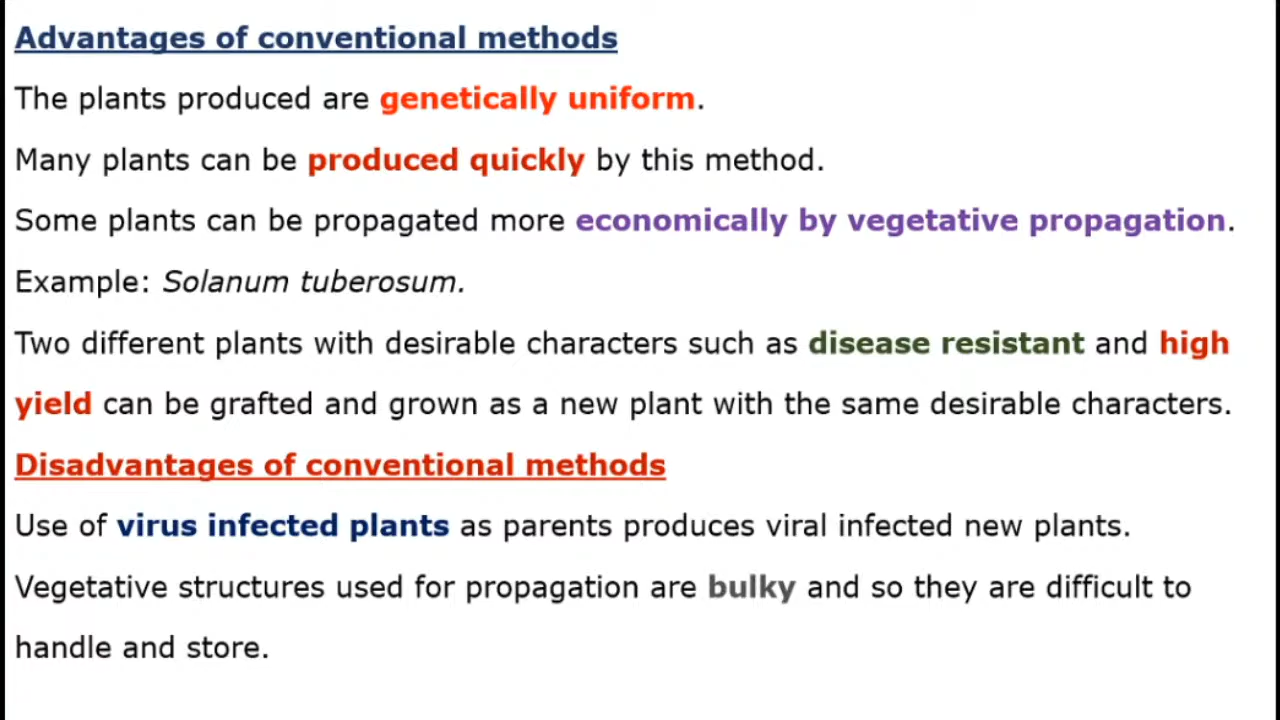 Advantages of conventional methods
The plants produced are genetically uniform.
Many plants can be produced quickly by this method.
Some plants can be propagated more economically by vegetative propagation.
Example: Solanum tuberosum.
Two different plants with desirable characters such as disease resistant and high
yield can be grafted and grown as a new plant with the same desirable characters.
Disadvantages of conventional methods
Use of virus infected plants as parents produces viral infected new plants.
Vegetative structures used for propagation are bulky and so they are difficult to
handle and store.